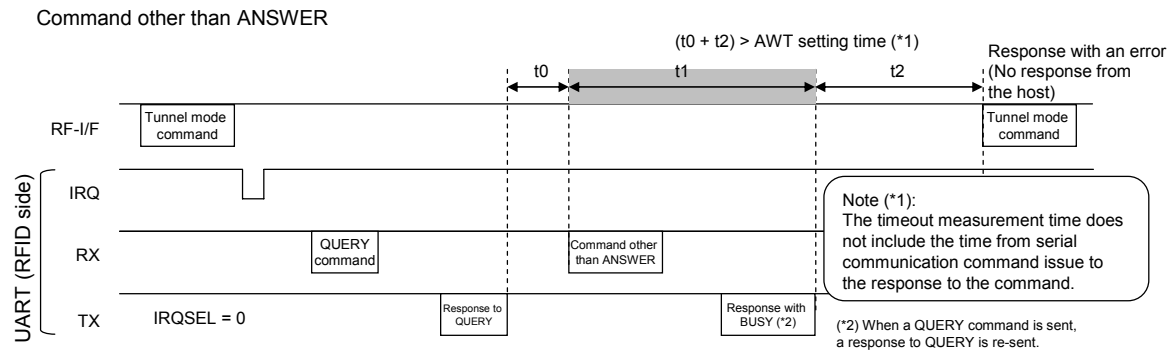 Command other than ANSWER
(t0 + t2) > AWT setting time (*1)
Response with an error
(No response from
the host)
t0
t1
t2
RF-I/F
Tunnel mode
command
Tunnel mode
command
UART (RFID side)
IRQ
RX
QUERY
command
Command other
than ANSWER
TX
IRQSEL = 0
Response to
QUERY
Response with
BUSY (*2)
Note (*1):
The timeout measurement time does
not include the time from serial
communication command issue to
the response to the command.
(*2) When a QUERY command is sent,
a response to QUERY is re-sent.